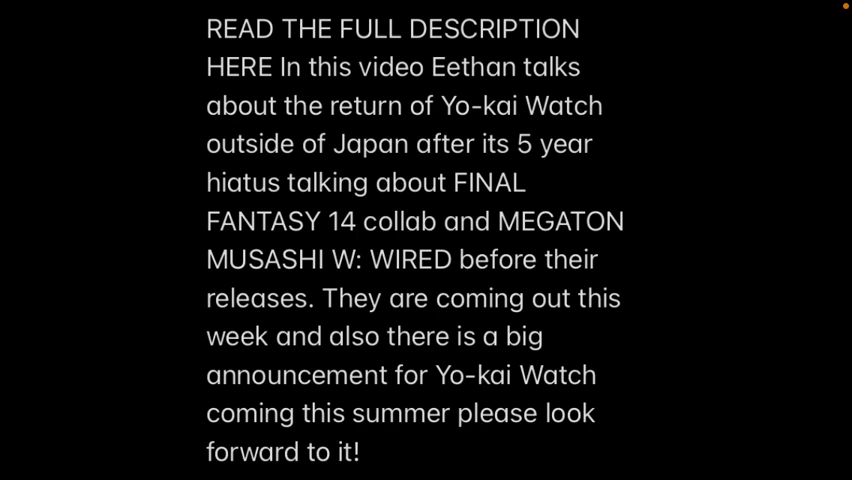 READ THE FULL DESCRIPTION
HERE In this video Eethan talks
about the return of Yo-kai Watch
outside of Japan after its 5 year
hiatus talking about FINAL
FANTASY 14 collab and MEGATON
MUSASHI W: WIRED before their
releases. They are coming out this
week and also there is a big
announcement for Yo-kai Watch
coming this summer please look
forward to it!